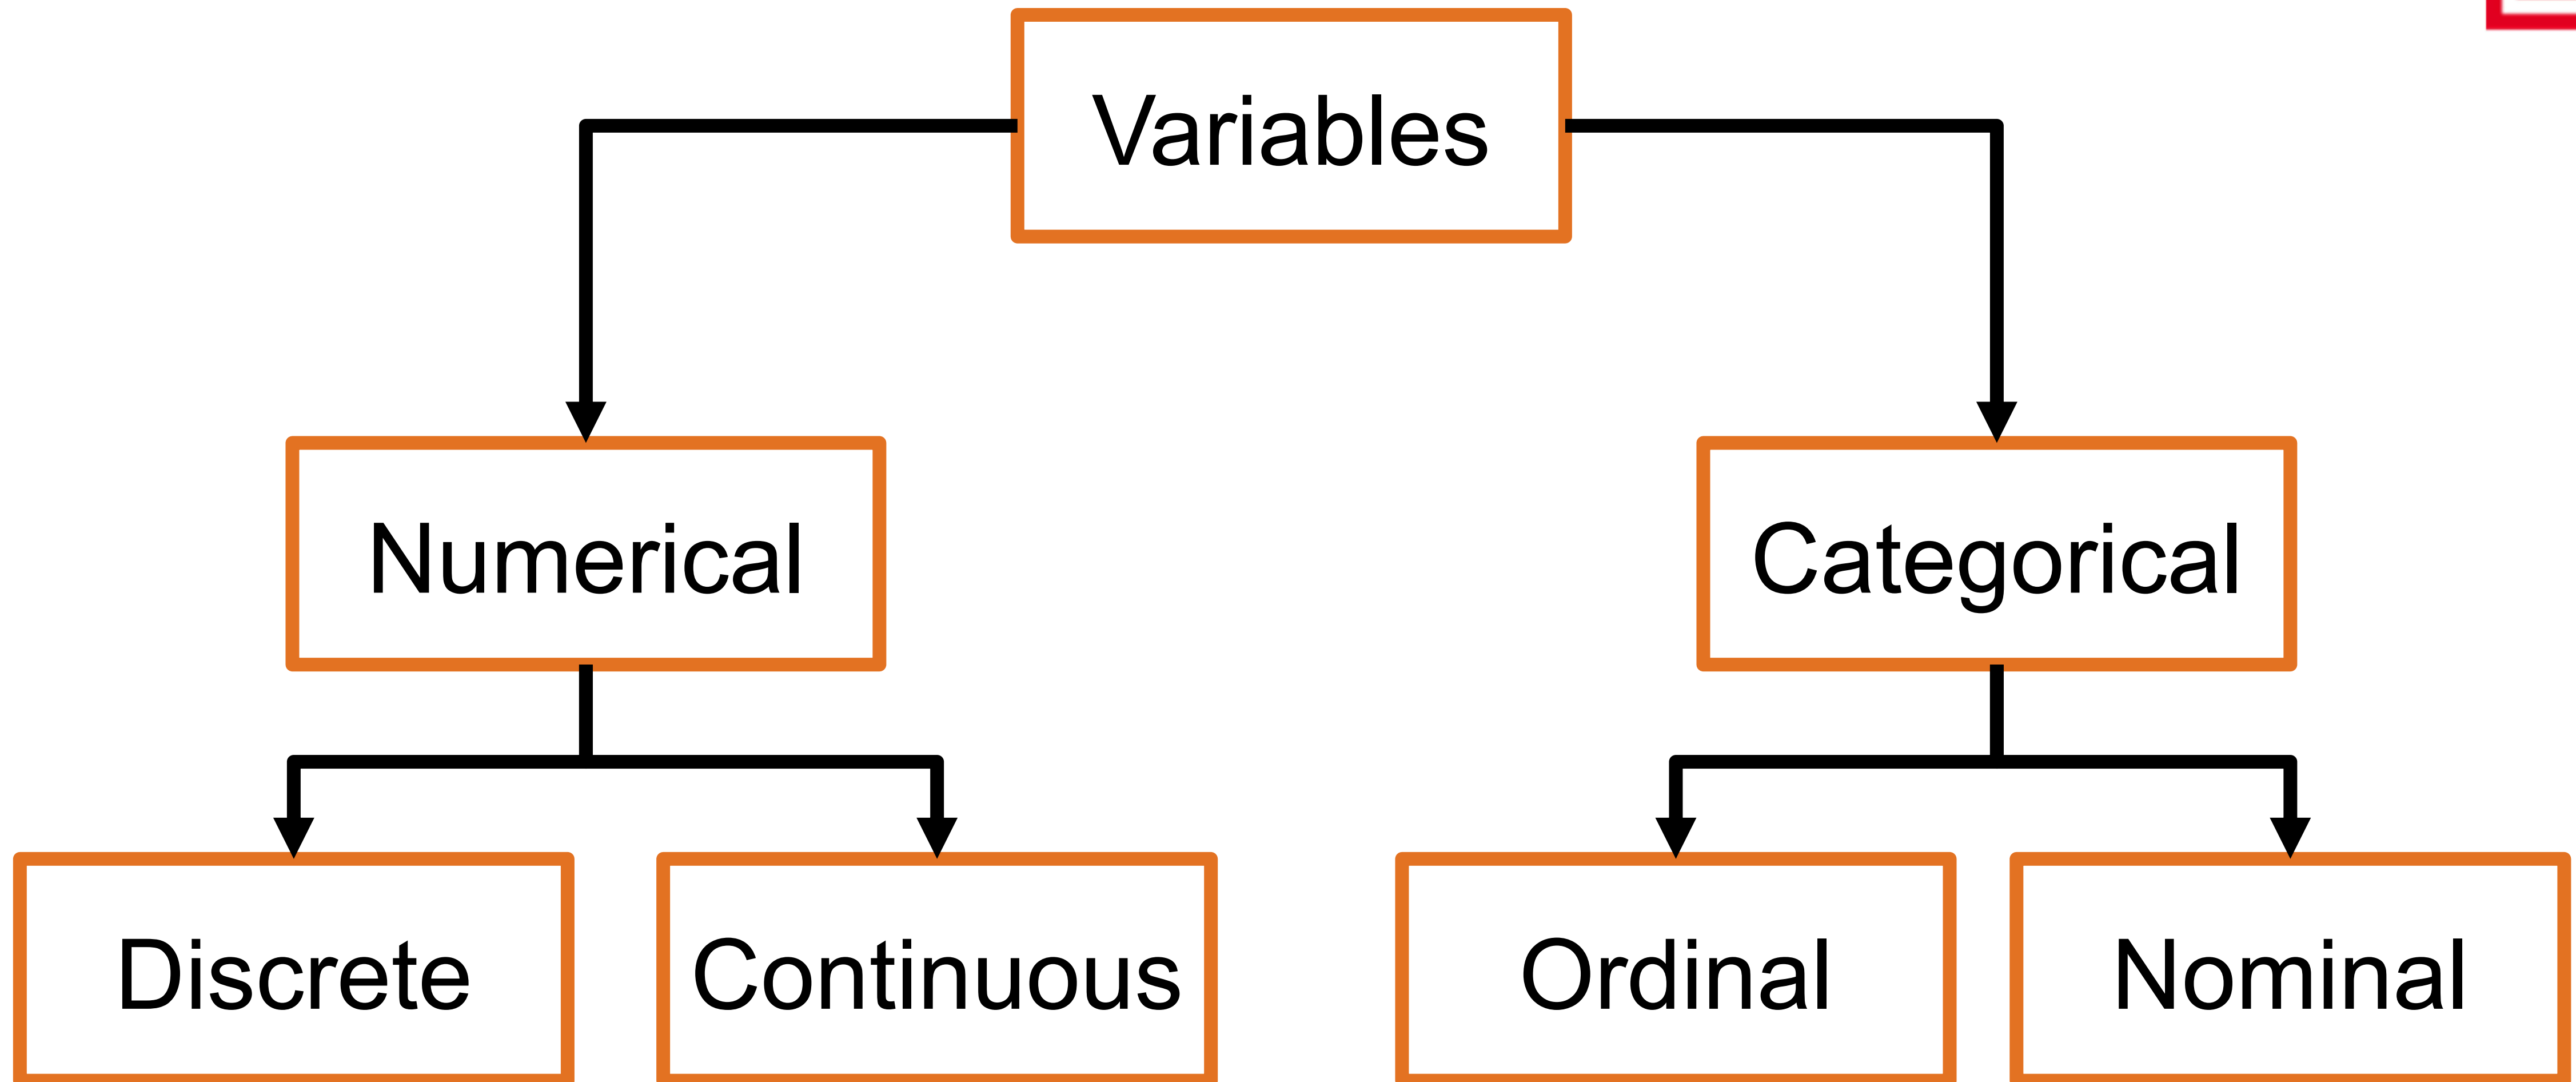 Variables
Numerical
Categorical
Discrete
Continuous
Ordinal
Nominal